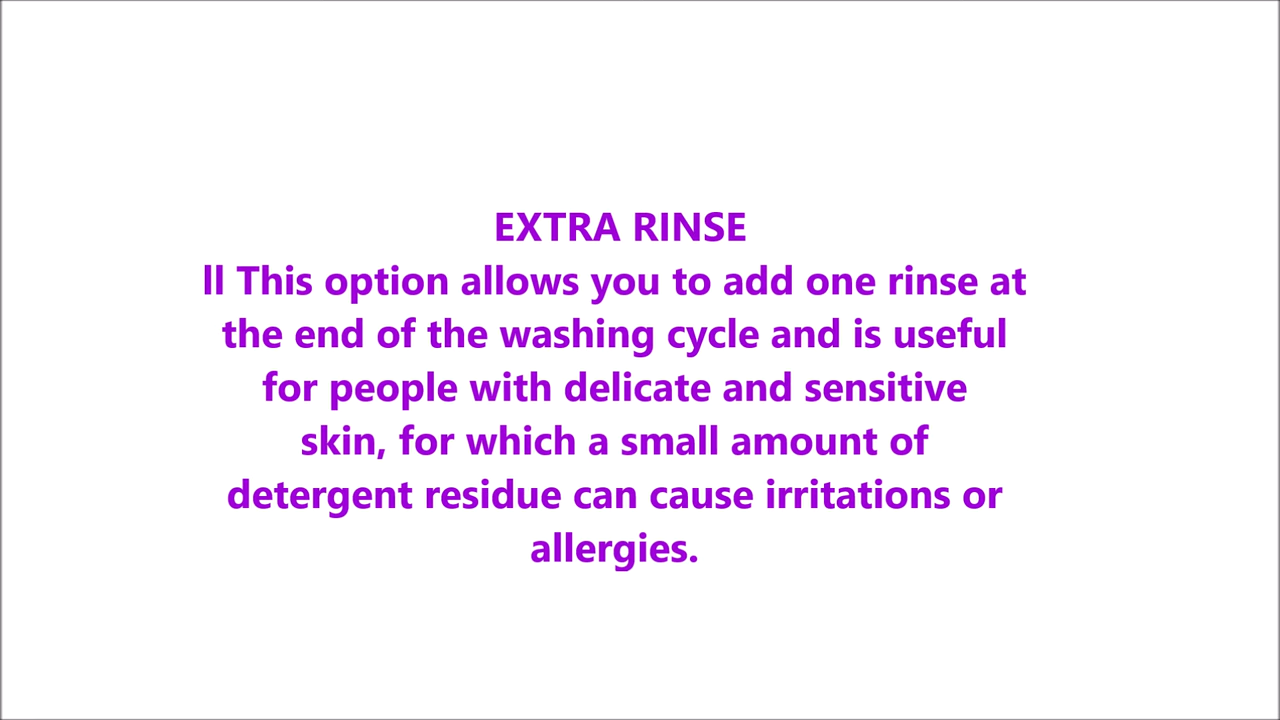 EXTRA RINSE
ll This option allows you to add one rinse at
the end of the washing cycle and is useful
for people with delicate and sensitive
skin, for which a small amount of
detergent residue can cause irritations or
allergies.